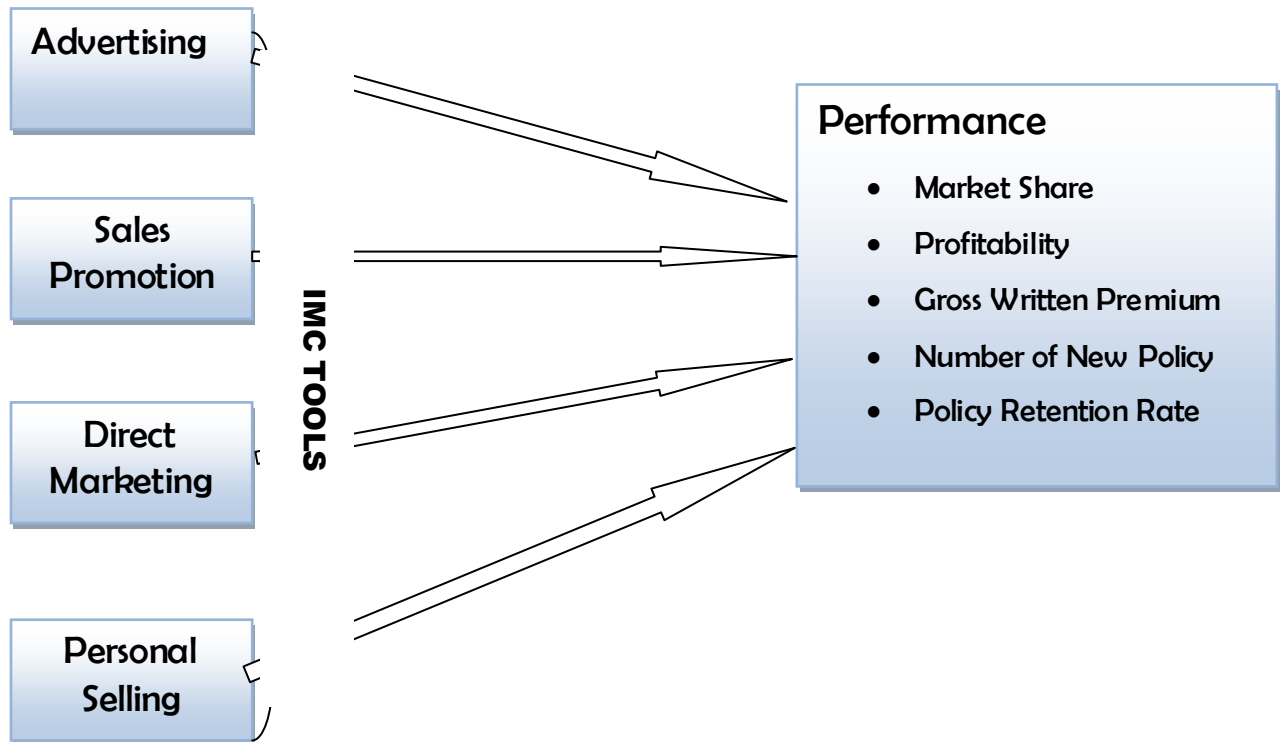 Advertising
Sales
Promotion
Direct
Marketing
Personal
Selling
IMC TOOLS
Performance
• Market Share
• Profitability
• Gross Written Premium
• Number of New Policy
• Policy Retention Rate